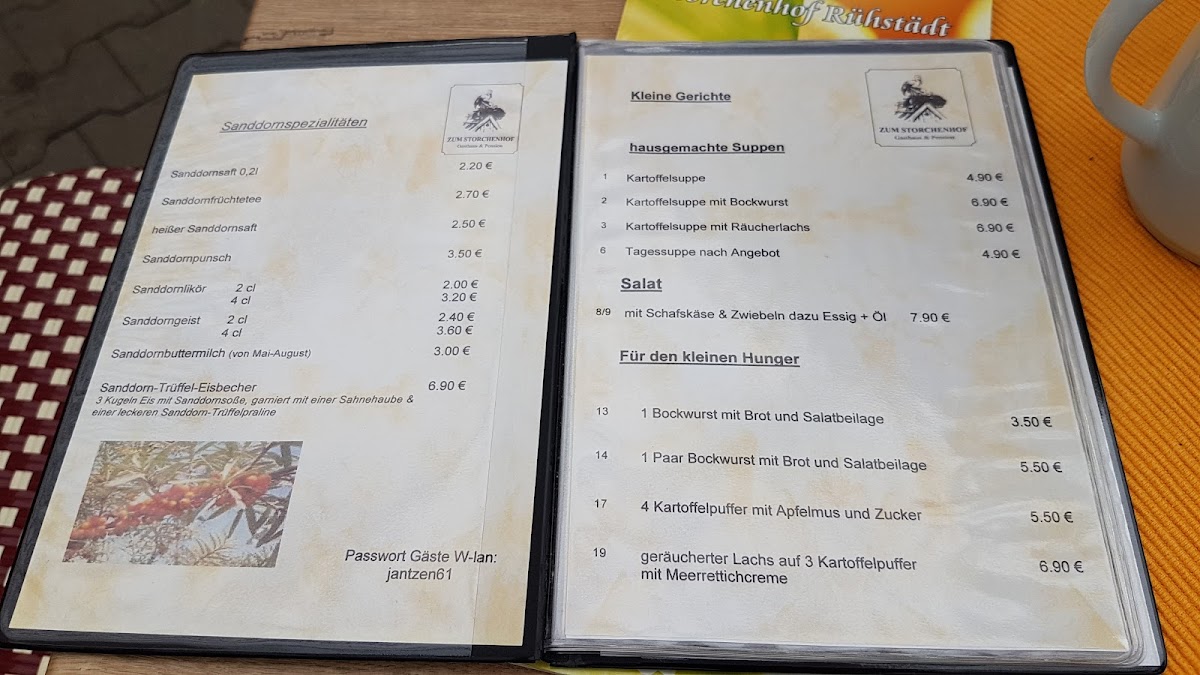 Storchenhof Rühstädt
Sanddornspezialitäten
ZUM STORCHENHOF
Gasthaus & Pension
Sanddornsaft 0,2l 2.20 €
Sanddornfrüchtetee 2.70 €
heißer Sanddornsaft 2.50 €
Sanddornpunsch 3.50 €
Sanddornlikör 2 cl 2.00 €
4 cl 3.20 €
Sanddorngeist 2 cl 2.40 €
4 cl 3.60 €
Sanddornbuttermilch (von Mai-August) 3.00 €
Sanddorn-Trüffel-Eisbecher 6.90 €
3 Kugeln Eis mit Sanddornsoße, garniert mit einer Sahnehaube &
einer leckeren Sanddorn-Trüffelpraline
Passwort Gäste W-lan:
jantzen61
Kleine Gerichte
ZUM STORCHENHOF
Gasthaus & Pension
hausgemachte Suppen
1 Kartoffelsuppe 4.90 €
2 Kartoffelsuppe mit Bockwurst 6.90 €
3 Kartoffelsuppe mit Räucherlachs 6.90 €
6 Tagessuppe nach Angebot 4.90 €
Salat
8/9 mit Schafskäse & Zwiebeln dazu Essig + Öl 7.90 €
Für den kleinen Hunger
13 1 Bockwurst mit Brot und Salatbeilage 3.50 €
14 1 Paar Bockwurst mit Brot und Salatbeilage 5.50 €
17 4 Kartoffelpuffer mit Apfelmus und Zucker 5.50 €
19 geräucherter Lachs auf 3 Kartoffelpuffer 6.90 €
mit Meerrettichcreme